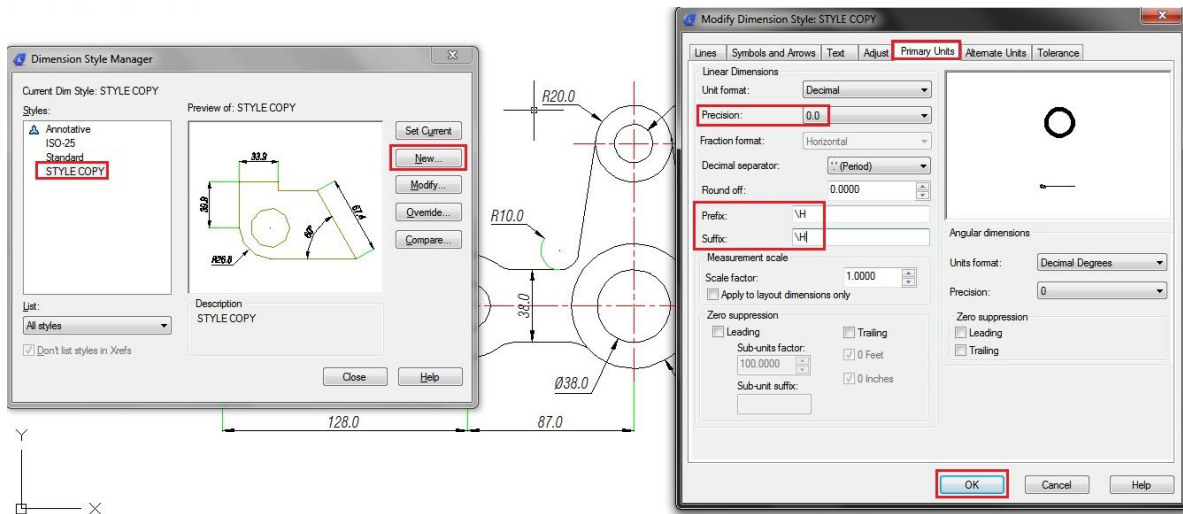 Dimension Style Manager
Current Dim Style: STYLE COPY
Styles:
Annotative
ISO-25
Standard
STYLE COPY
Preview of: STYLE COPY
33.9
39.8
67.4
60°
R26.8
Set Current
New...
Modify...
Override...
Compare...
List:
All styles
Don't list styles in Xrefs
Description
STYLE COPY
Close
Help
R20.0
R10.0
38.0
Ø38.0
128.0
87.0
Y
X
Modify Dimension Style: STYLE COPY
Lines Symbols and Arrows Text Adjust Primary Units Alternate Units Tolerance
Linear Dimensions
Unit format: Decimal
Precision: 0.0
Fraction format: Horizontal
Decimal separator: '.' (Period)
Round off: 0.0000
Prefix: \H
Suffix: \H
Measurement scale
Scale factor: 1.0000
Apply to layout dimensions only
Zero suppression
Leading
Trailing
Sub-units factor:
100.0000
0 Feet
0 Inches
Sub-unit suffix:
Angular dimensions
Units format: Decimal Degrees
Precision: 0
Zero suppression
Leading
Trailing
OK
Cancel
Help